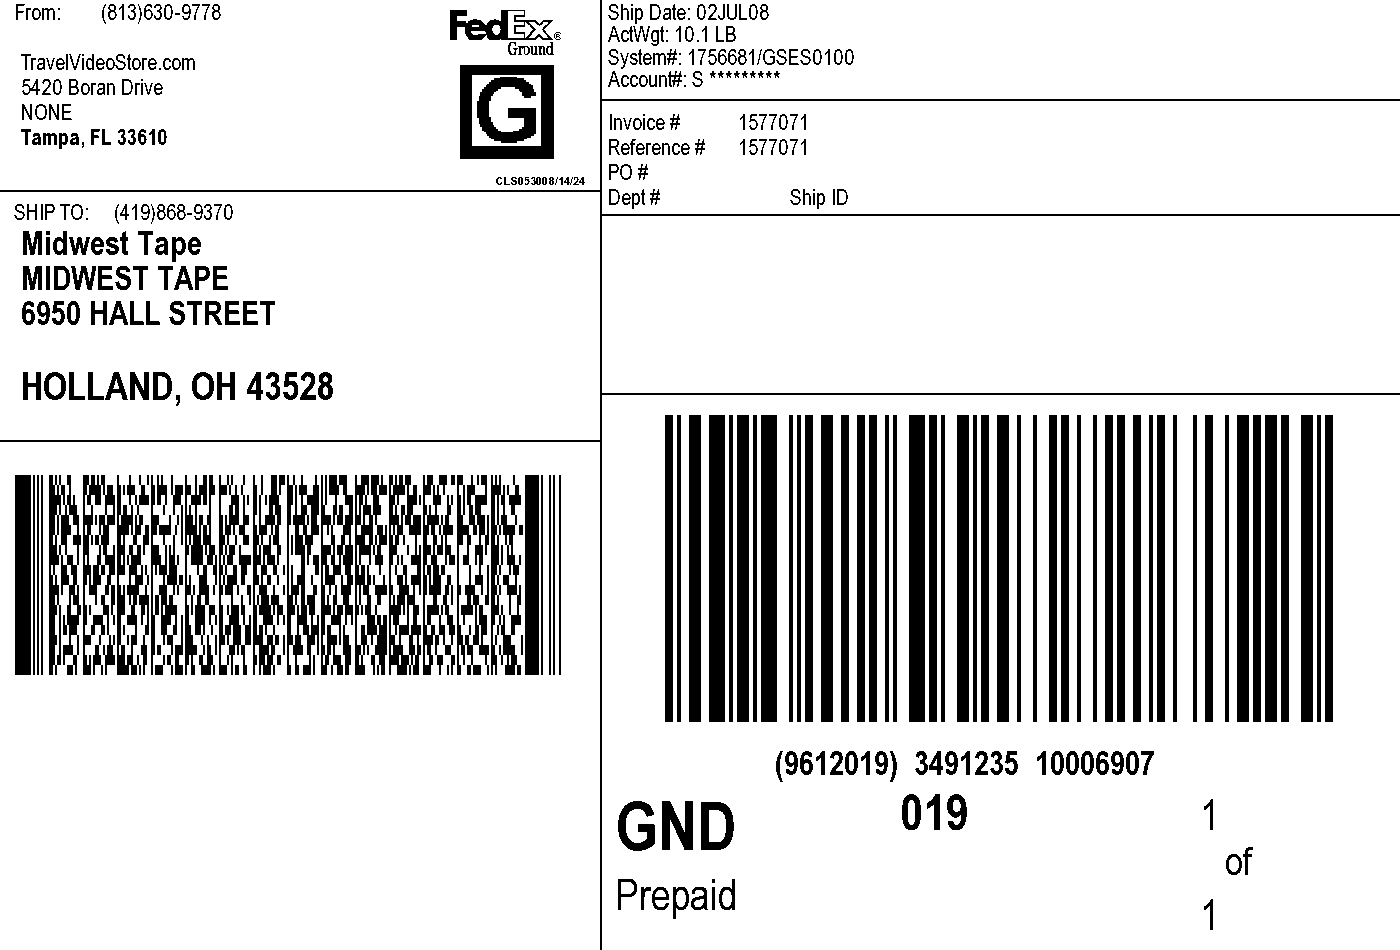 From: (813)630-9778
TravelVideoStore.com
5420 Boran Drive
NONE
Tampa, FL 33610
FedEx®
Ground
G
CLS053008/14/24
Ship Date: 02JUL08
ActWgt: 10.1 LB
System#: 1756681/GSES0100
Account#: S *********
Invoice # 1577071
Reference # 1577071
PO #
Dept # Ship ID
SHIP TO: (419)868-9370
Midwest Tape
MIDWEST TAPE
6950 HALL STREET
HOLLAND, OH 43528
(9612019) 3491235 10006907
GND 019 1
of
Prepaid 1